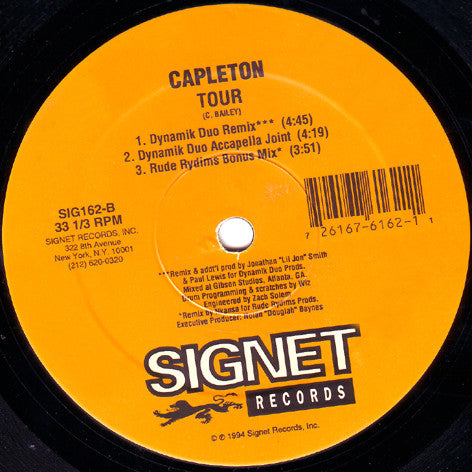 CAPLETON
TOUR
(C. BAILEY)
1. Dynamik Duo Remix*** (4:45)
2. Dynamik Duo Accapella Joint (4:19)
3. Rude Rydims Bonus Mix* (3:51)
SIG162-B
33 1/3 RPM
SIGNET RECORDS, INC.
322 8th Avenue
New York, N.Y. 10001
(212) 620-0320
7 26167-6162-1 1
***Remix & addt'l prod by Jonathan "Lil Jon" Smith
& Paul Lewis for Dynamik Duo Prods.
Mixed at Gibson Studios, Atlanta, GA.
Drum Programming & scratches by
Engineered by Zach Solem
*Remix by for Rude Rydims Prods.
Executive Producer: Nolan "Douglah" Baynes
SIGNET
RECORDS
© ℗ 1994 Signet Records, Inc.